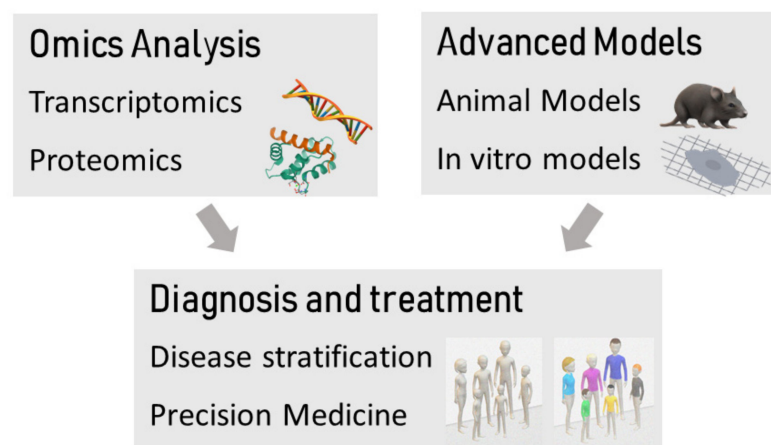 Omics Analysis
Transcriptomics
Proteomics
Advanced Models
Animal Models
In vitro models
Diagnosis and treatment
Disease stratification
Precision Medicine